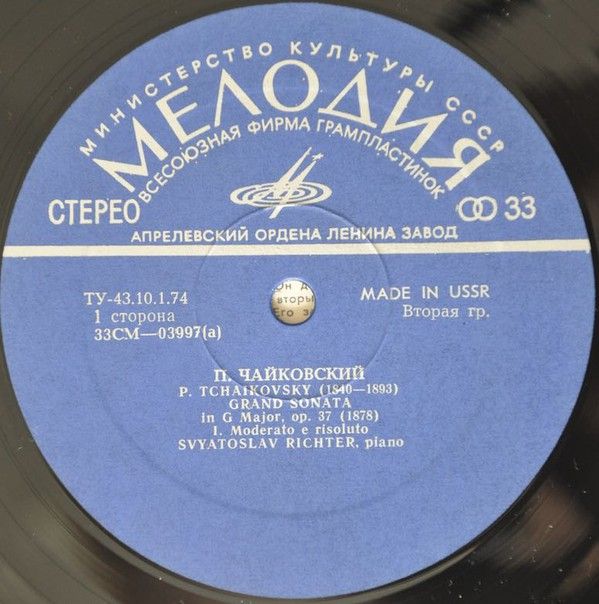 МИНИСТЕРСТВО КУЛЬТУРЫ СССР
МЕЛОДИЯ
ВСЕСОЮЗНАЯ ФИРМА ГРАМПЛАСТИНОК
СТЕРЕО 33
АПРЕЛЕВСКИЙ ОРДЕНА ЛЕНИНА ЗАВОД
ТУ-43.10.1.74
1 сторона
33СМ—03997(а)
MADE IN USSR
Вторая гр.
П. ЧАЙКОВСКИЙ
P. TCHAIKOVSKY (1840—1893)
GRAND SONATA
in G Major, op. 37 (1878)
1. Moderato e risoluto
SVYATOSLAV RICHTER, piano